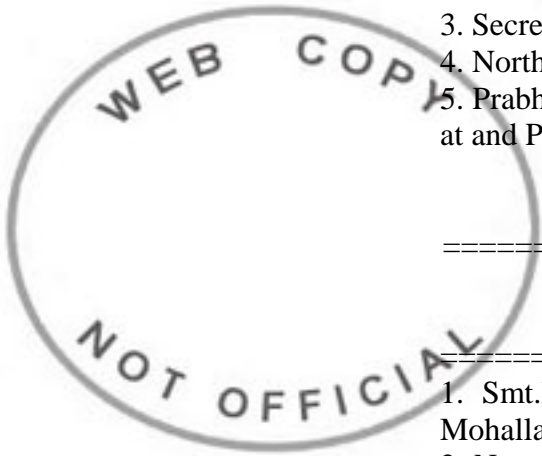 3. Secre
4. North
5. Prabh
at and P
WEB COPY
======
======
NOT OFFICIAL
1. Smt.
Mohalla